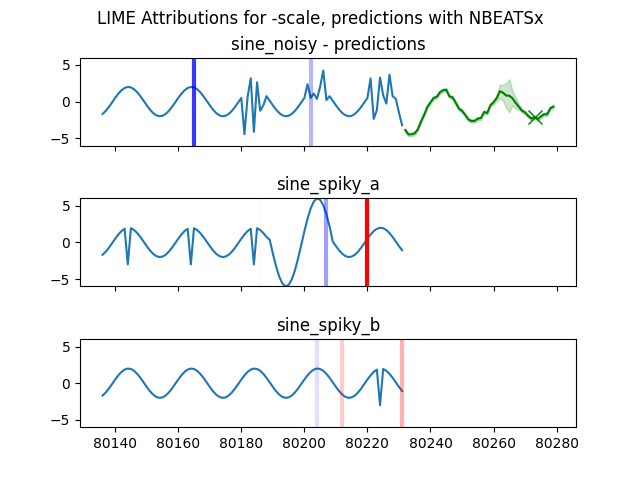 LIME Attributions for -scale, predictions with NBEATSx
sine_noisy - predictions
5
0
−5
sine_spiky_a
5
0
−5
sine_spiky_b
5
0
−5
80140 80160 80180 80200 80220 80240 80260 80280